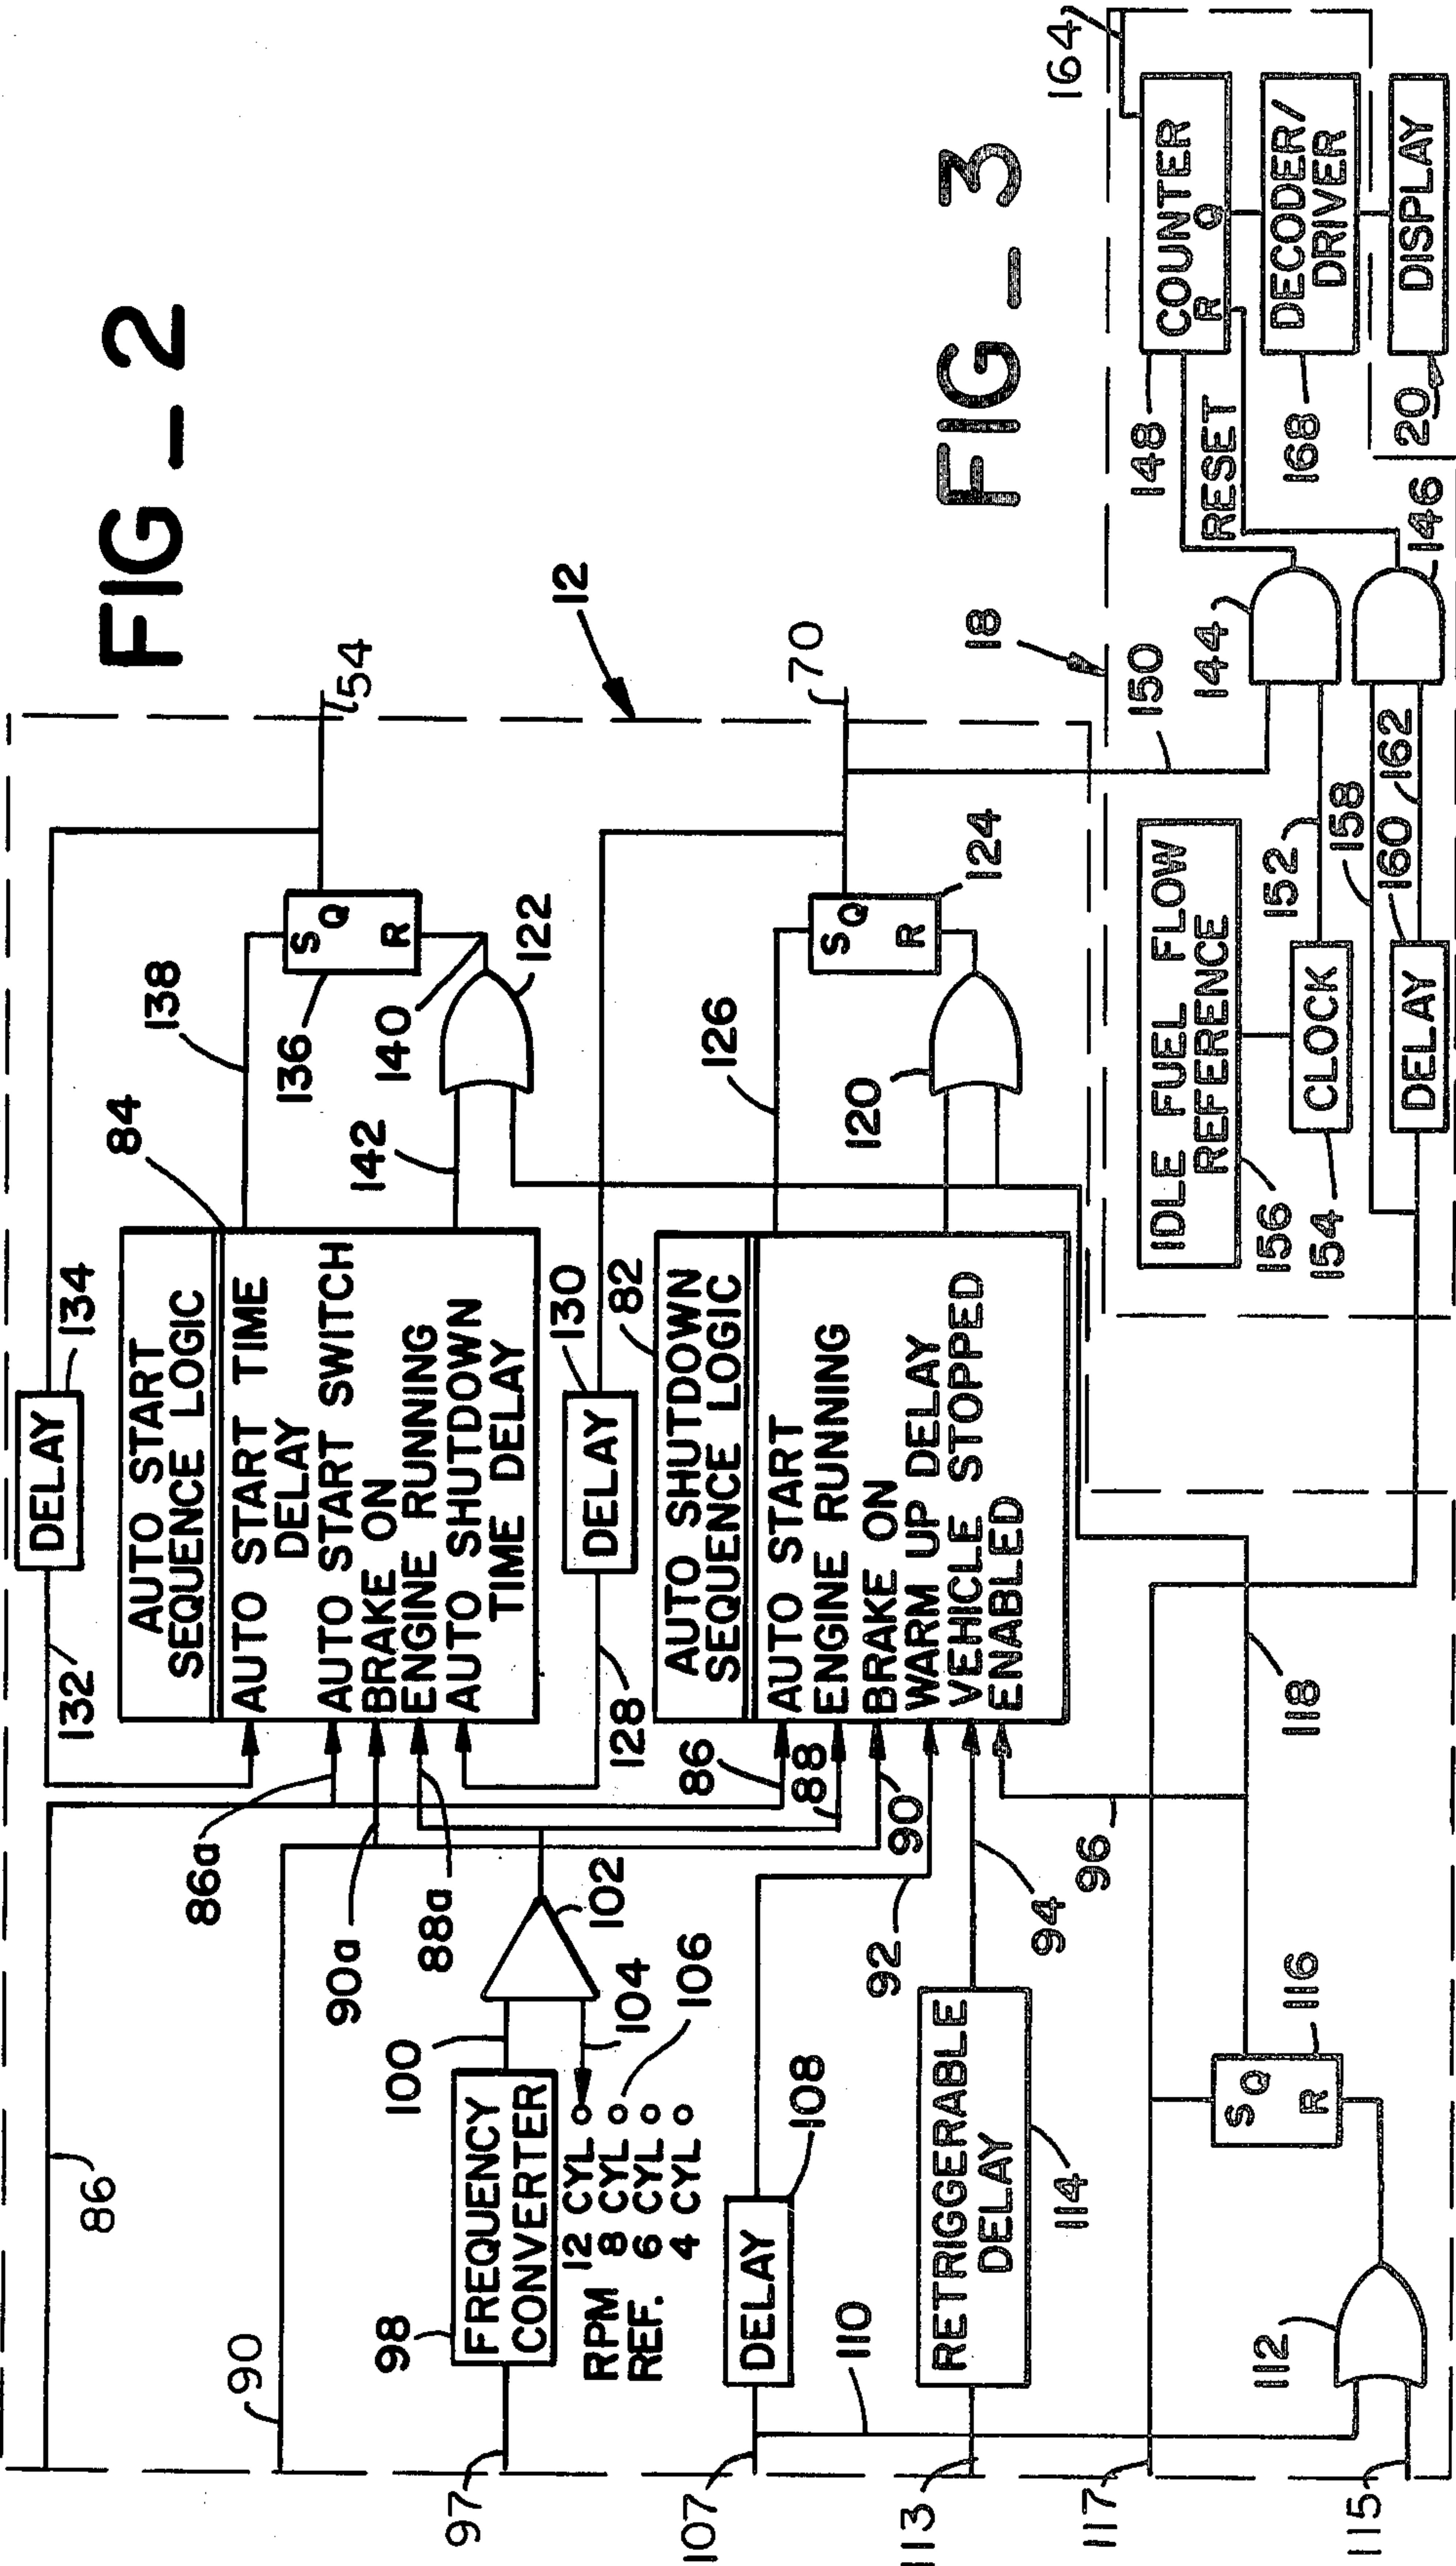 FIG-2
86
132
134
DELAY
AUTO START
SEQUENCE LOGIC
84
AUTO START TIME
DELAY
AUTO START SWITCH
BRAKE ON
ENGINE RUNNING
AUTO SHUTDOWN
TIME DELAY
86a
90a
88a
138
136
S
Q
R
140
142
122
54
12
90
98
FREQUENCY
CONVERTER
97
100
102
104
106
RPM
REF.
12 CYL
8 CYL
6 CYL
4 CYL
128
DELAY
130
82
AUTO SHUTDOWN
SEQUENCE LOGIC
AUTO START
ENGINE RUNNING
BRAKE ON
WARM UP DELAY
VEHICLE STOPPED
ENABLED
86
88
90
92
94
96
126
120
S
Q
R
124
70
107
DELAY
108
110
113
RETRIGGERABLE
DELAY
114
117
115
112
S
Q
R
116
118
FIG-3
18
150
IDLE FUEL FLOW
REFERENCE
156
CLOCK
154
152
158
DELAY
160
162
144
146
RESET
148
COUNTER
R
Q
164
DECODER/
DRIVER
168
DISPLAY
20